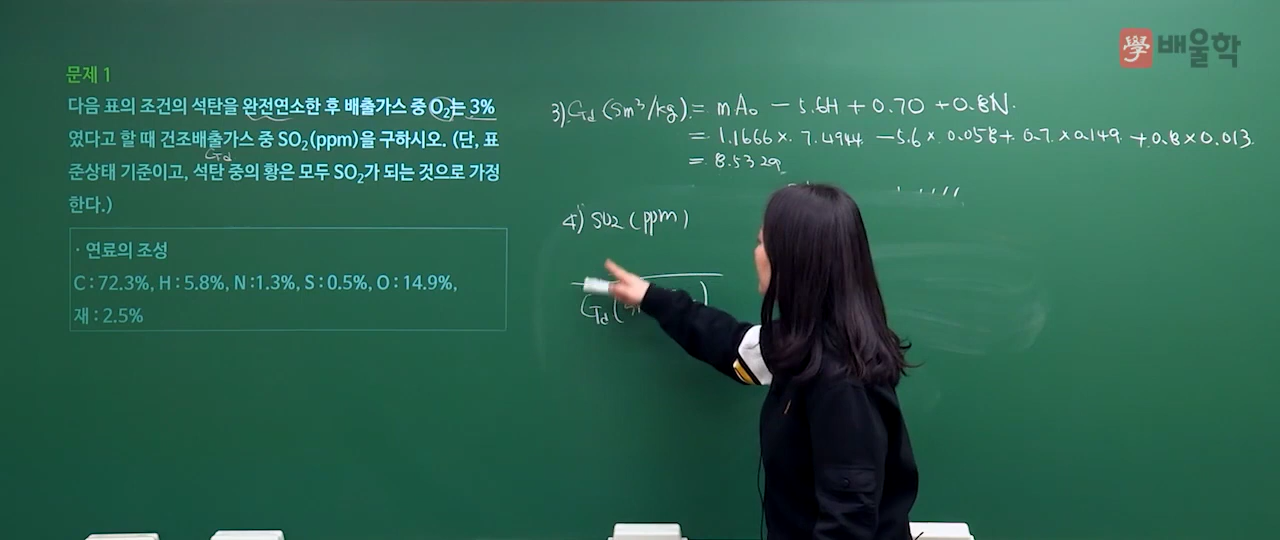 學 배울학
문제 1
다음 표의 조건의 석탄을 완전연소한 후 배출가스 중 O₂는 3%
였다고 할 때 건조배출가스 중 SO₂(ppm)을 구하시오. (단, 표
Gd
준상태 기준이고, 석탄 중의 황은 모두 SO₂가 되는 것으로 가정
한다.)
· 연료의 조성
C : 72.3%, H : 5.8%, N :1.3%, S : 0.5%, O : 14.9%,
재 : 2.5%
3) Gd (Sm³/kg) = mA₀ - 5.6H + 0.7O + 0.8N.
= 1.1666 × 7.4944 - 5.6 × 0.058 + 0.7 × 0.149 + 0.8 × 0.013
= 8.5329
4) SO₂ (ppm)
Gd (